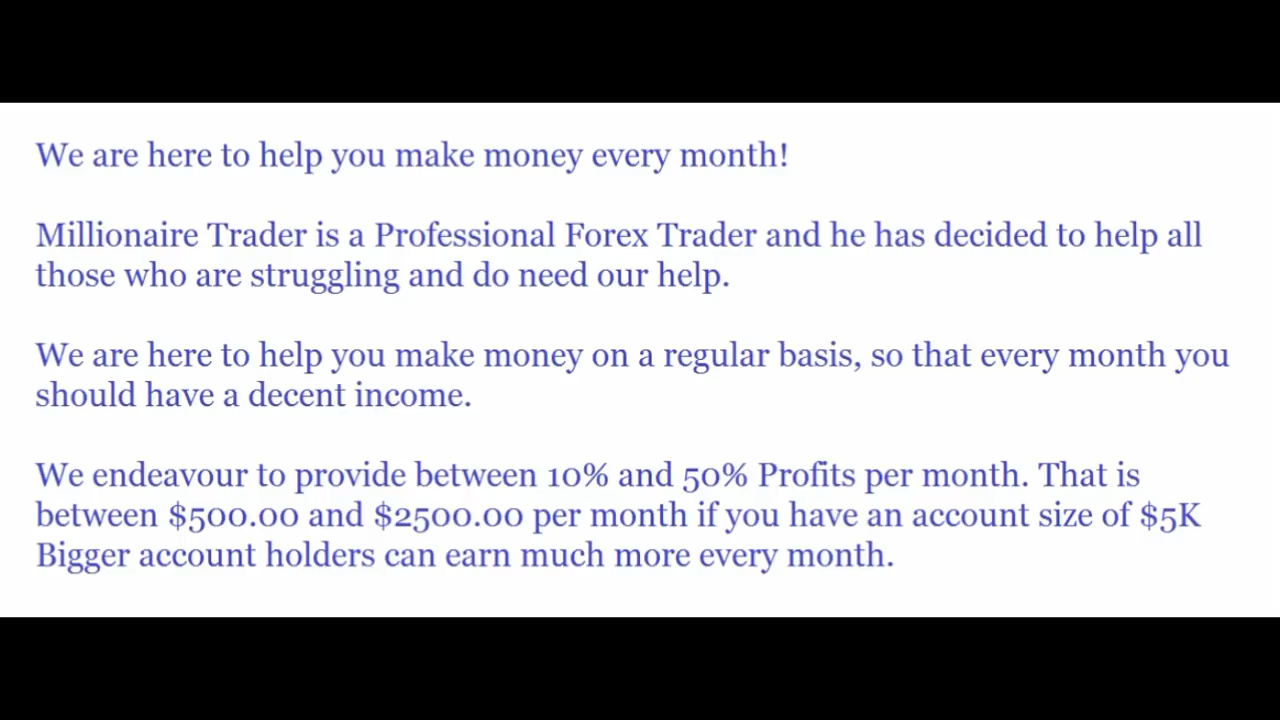 We are here to help you make money every month!
Millionaire Trader is a Professional Forex Trader and he has decided to help all
those who are struggling and do need our help.
We are here to help you make money on a regular basis, so that every month you
should have a decent income.
We endeavour to provide between 10% and 50% Profits per month. That is
between $500.00 and $2500.00 per month if you have an account size of $5K
Bigger account holders can earn much more every month.